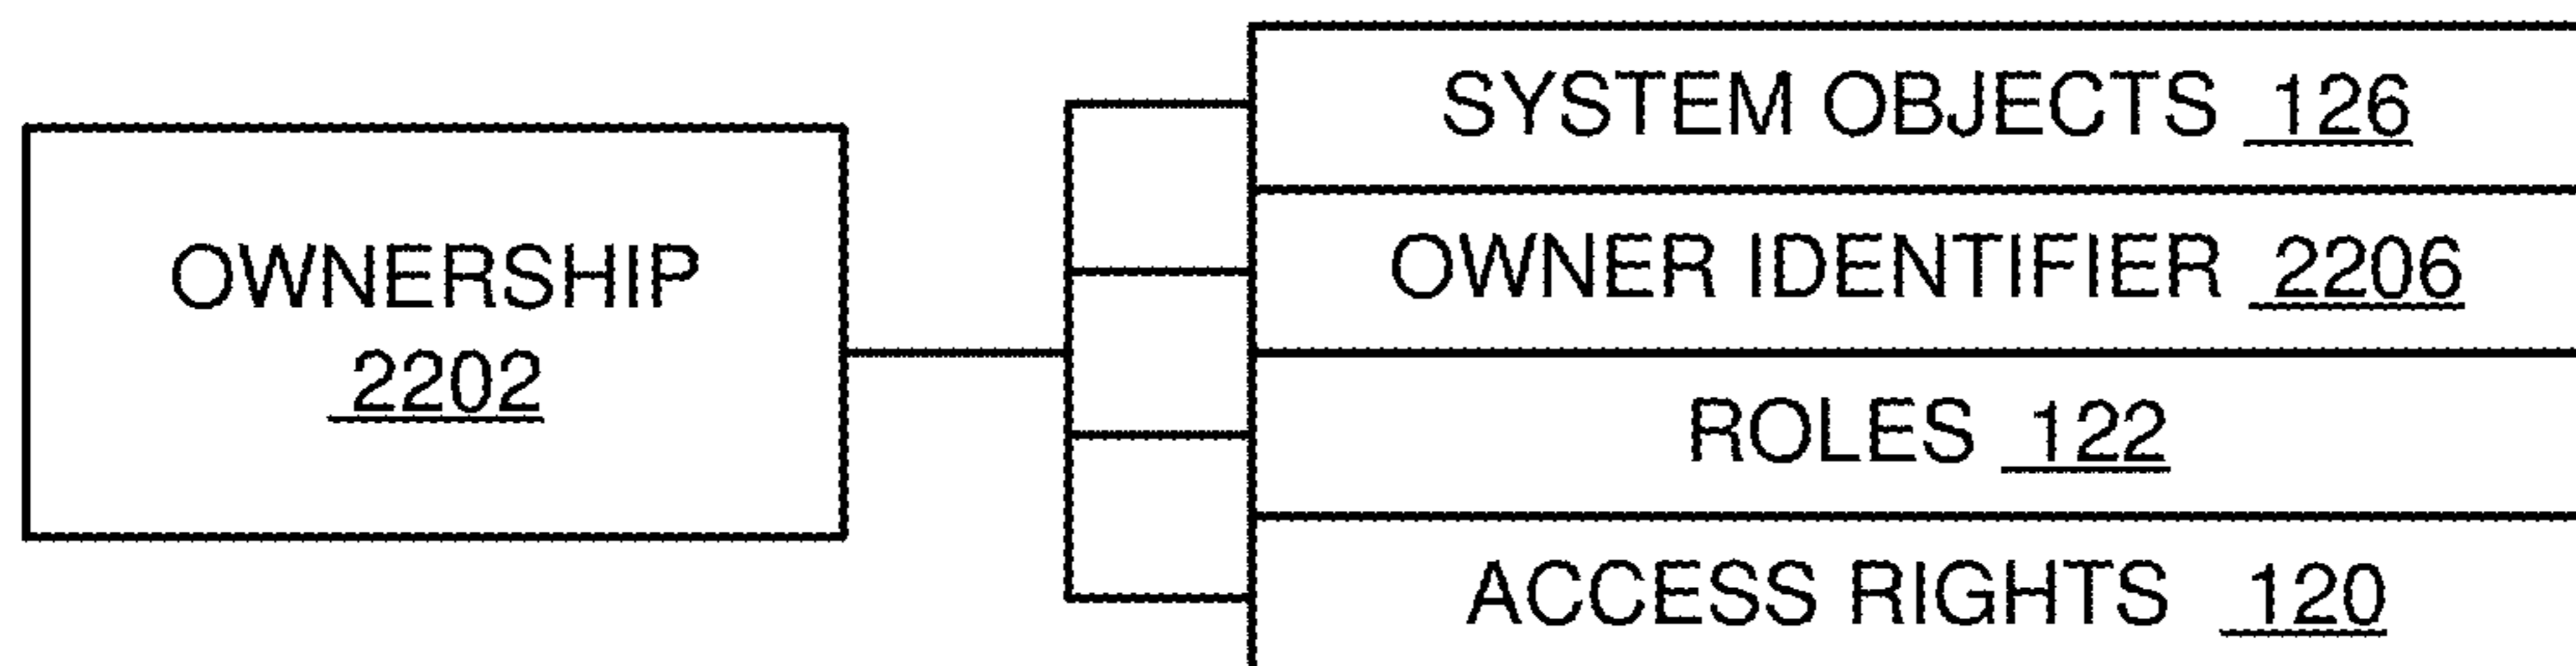 OWNERSHIP
2202
SYSTEM OBJECTS 126
OWNER IDENTIFIER 2206
ROLES 122
ACCESS RIGHTS 120